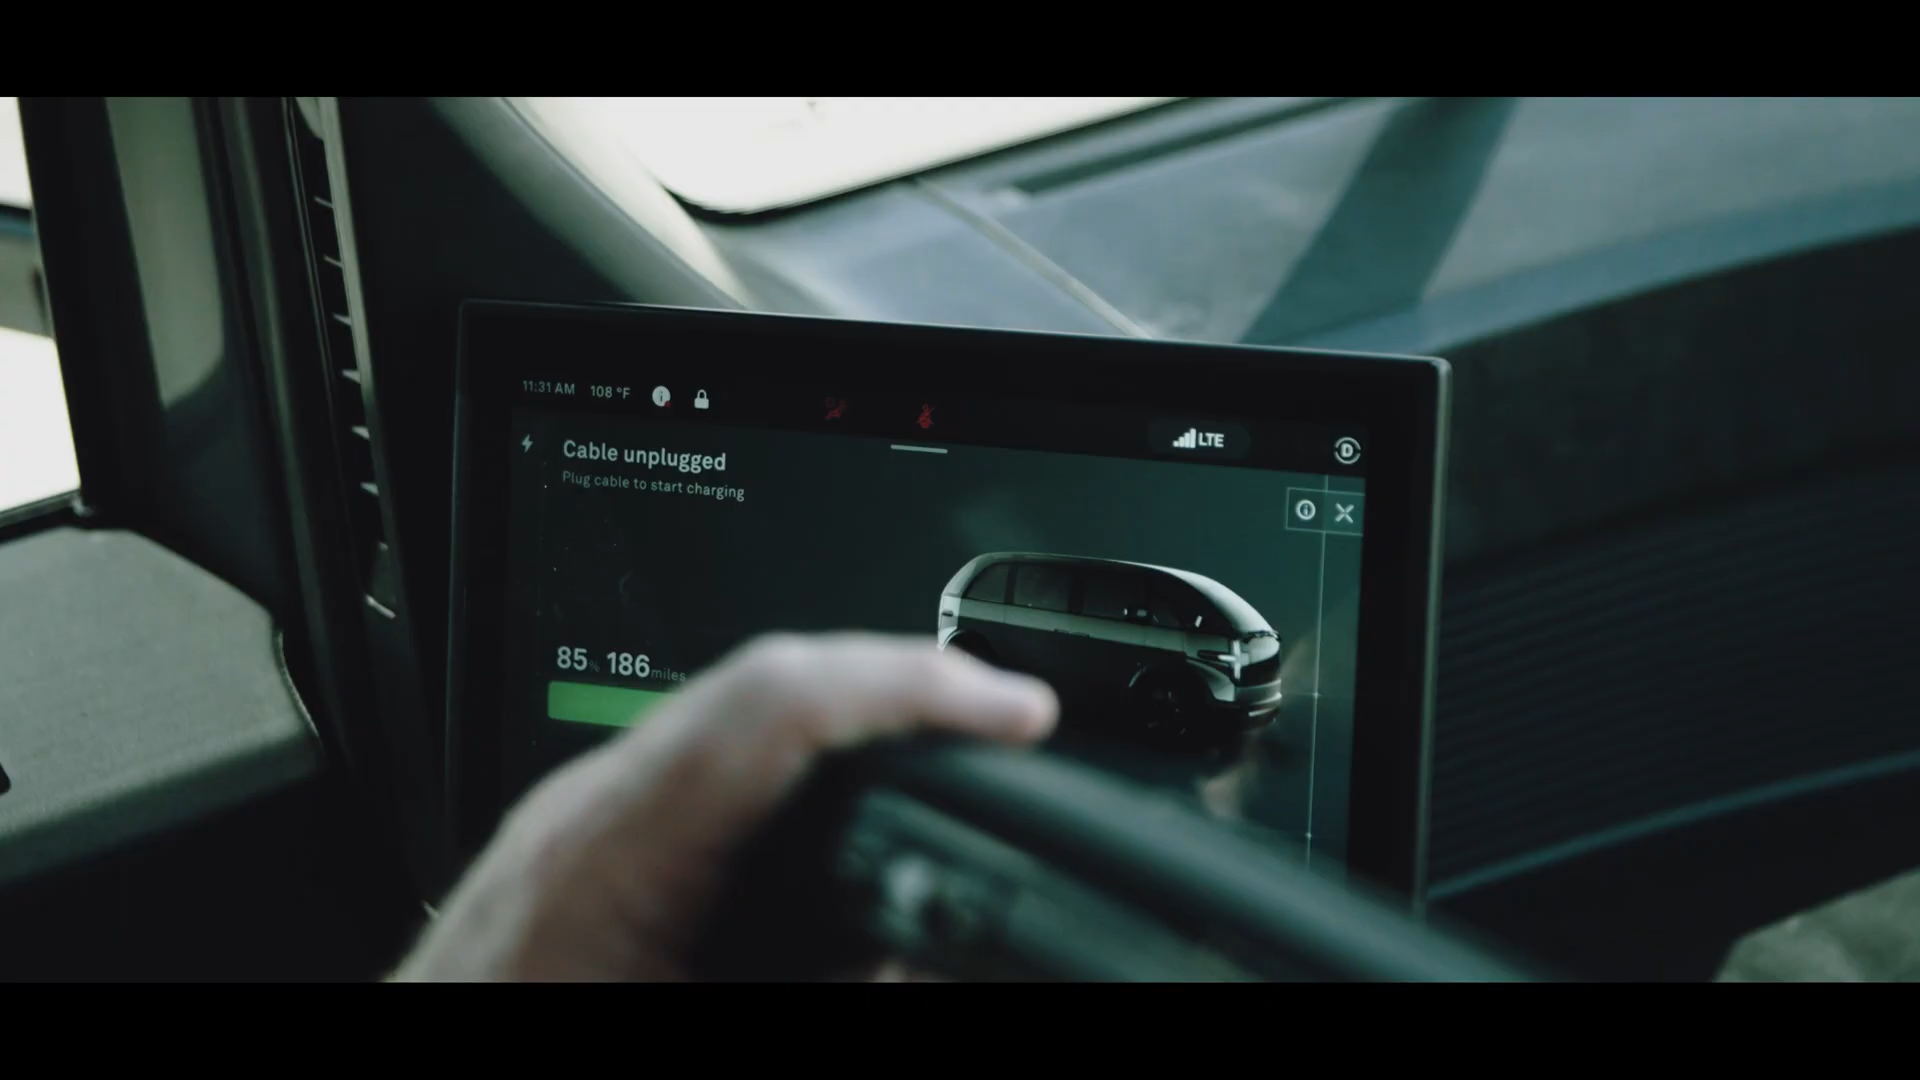 11:31 AM 108 °F
LTE
D
Cable unplugged
Plug cable to start charging
85% 186miles